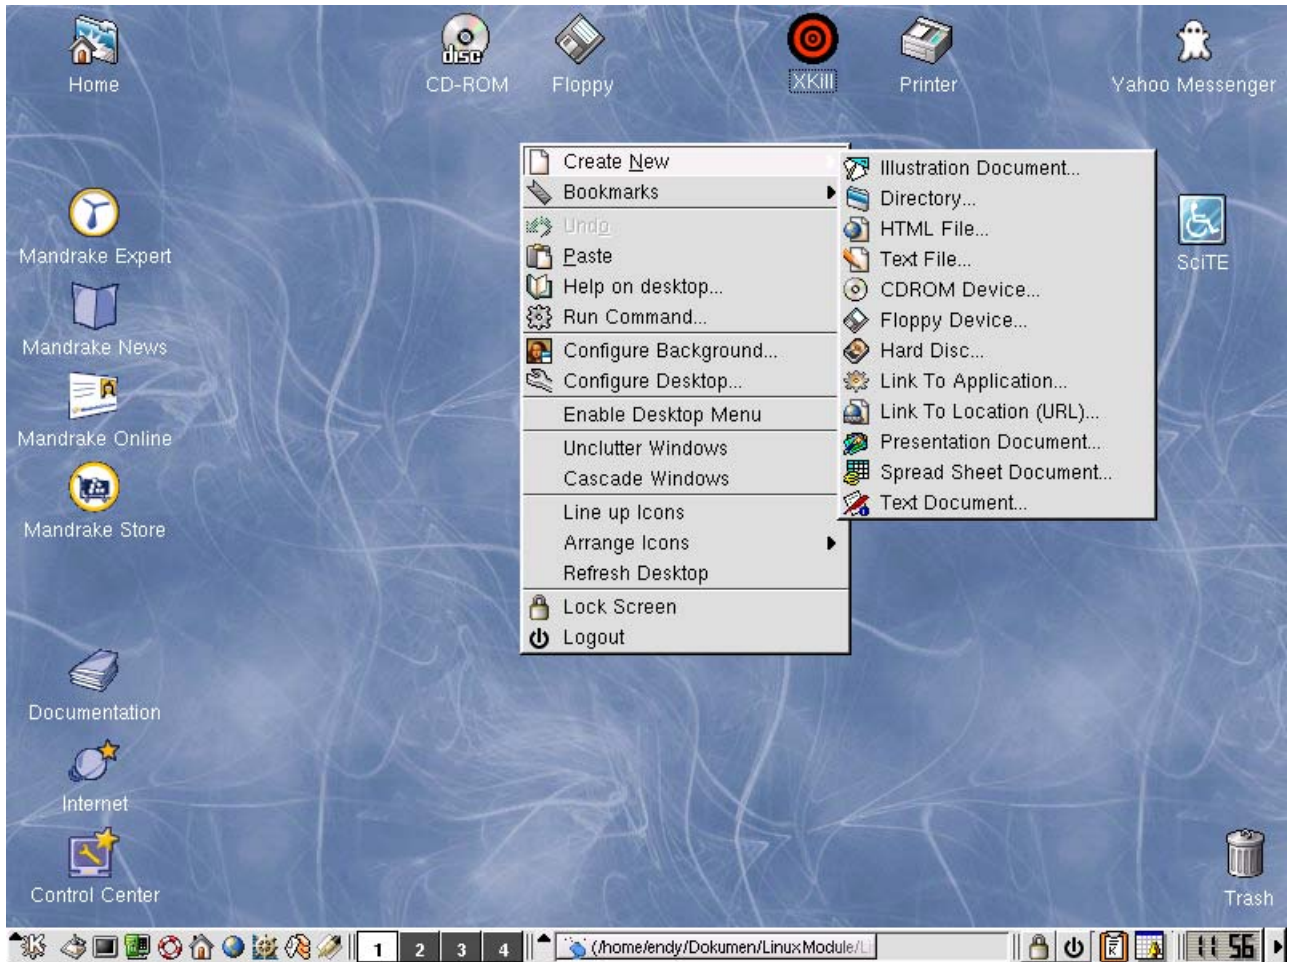 Home
disc
CD-ROM
Floppy
XKill
Printer
Yahoo Messenger
Create New
Bookmarks
Undo
Paste
Help on desktop...
Run Command...
Configure Background...
Configure Desktop...
Enable Desktop Menu
Unclutter Windows
Cascade Windows
Line up Icons
Arrange Icons
Refresh Desktop
Lock Screen
Logout
Illustration Document...
Directory...
HTML File...
Text File...
CDROM Device...
Floppy Device...
Hard Disc...
Link To Application...
Link To Location (URL)...
Presentation Document...
Spread Sheet Document...
Text Document...
Mandrake Expert
Mandrake News
Mandrake Online
Mandrake Store
SciTE
Documentation
Internet
Control Center
Trash
K
1 2 3 4
(/home/endy/Dokumen/LinuxModule/Li
11 56